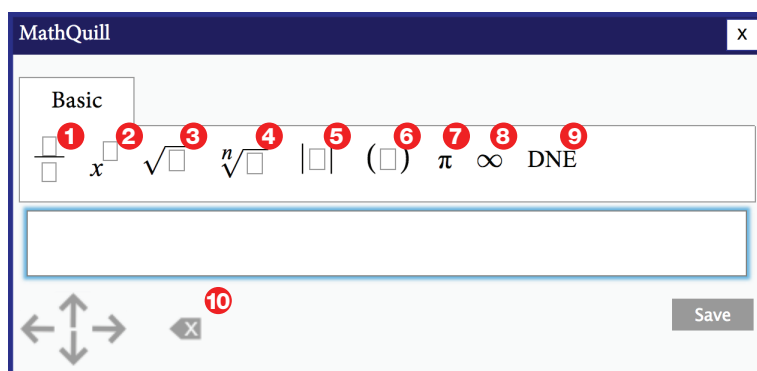 MathQuill X
Basic
1 2 3 4 5 6 7 8 9
x √ n√ | | ( ) π ∞ DNE
10
X
Save